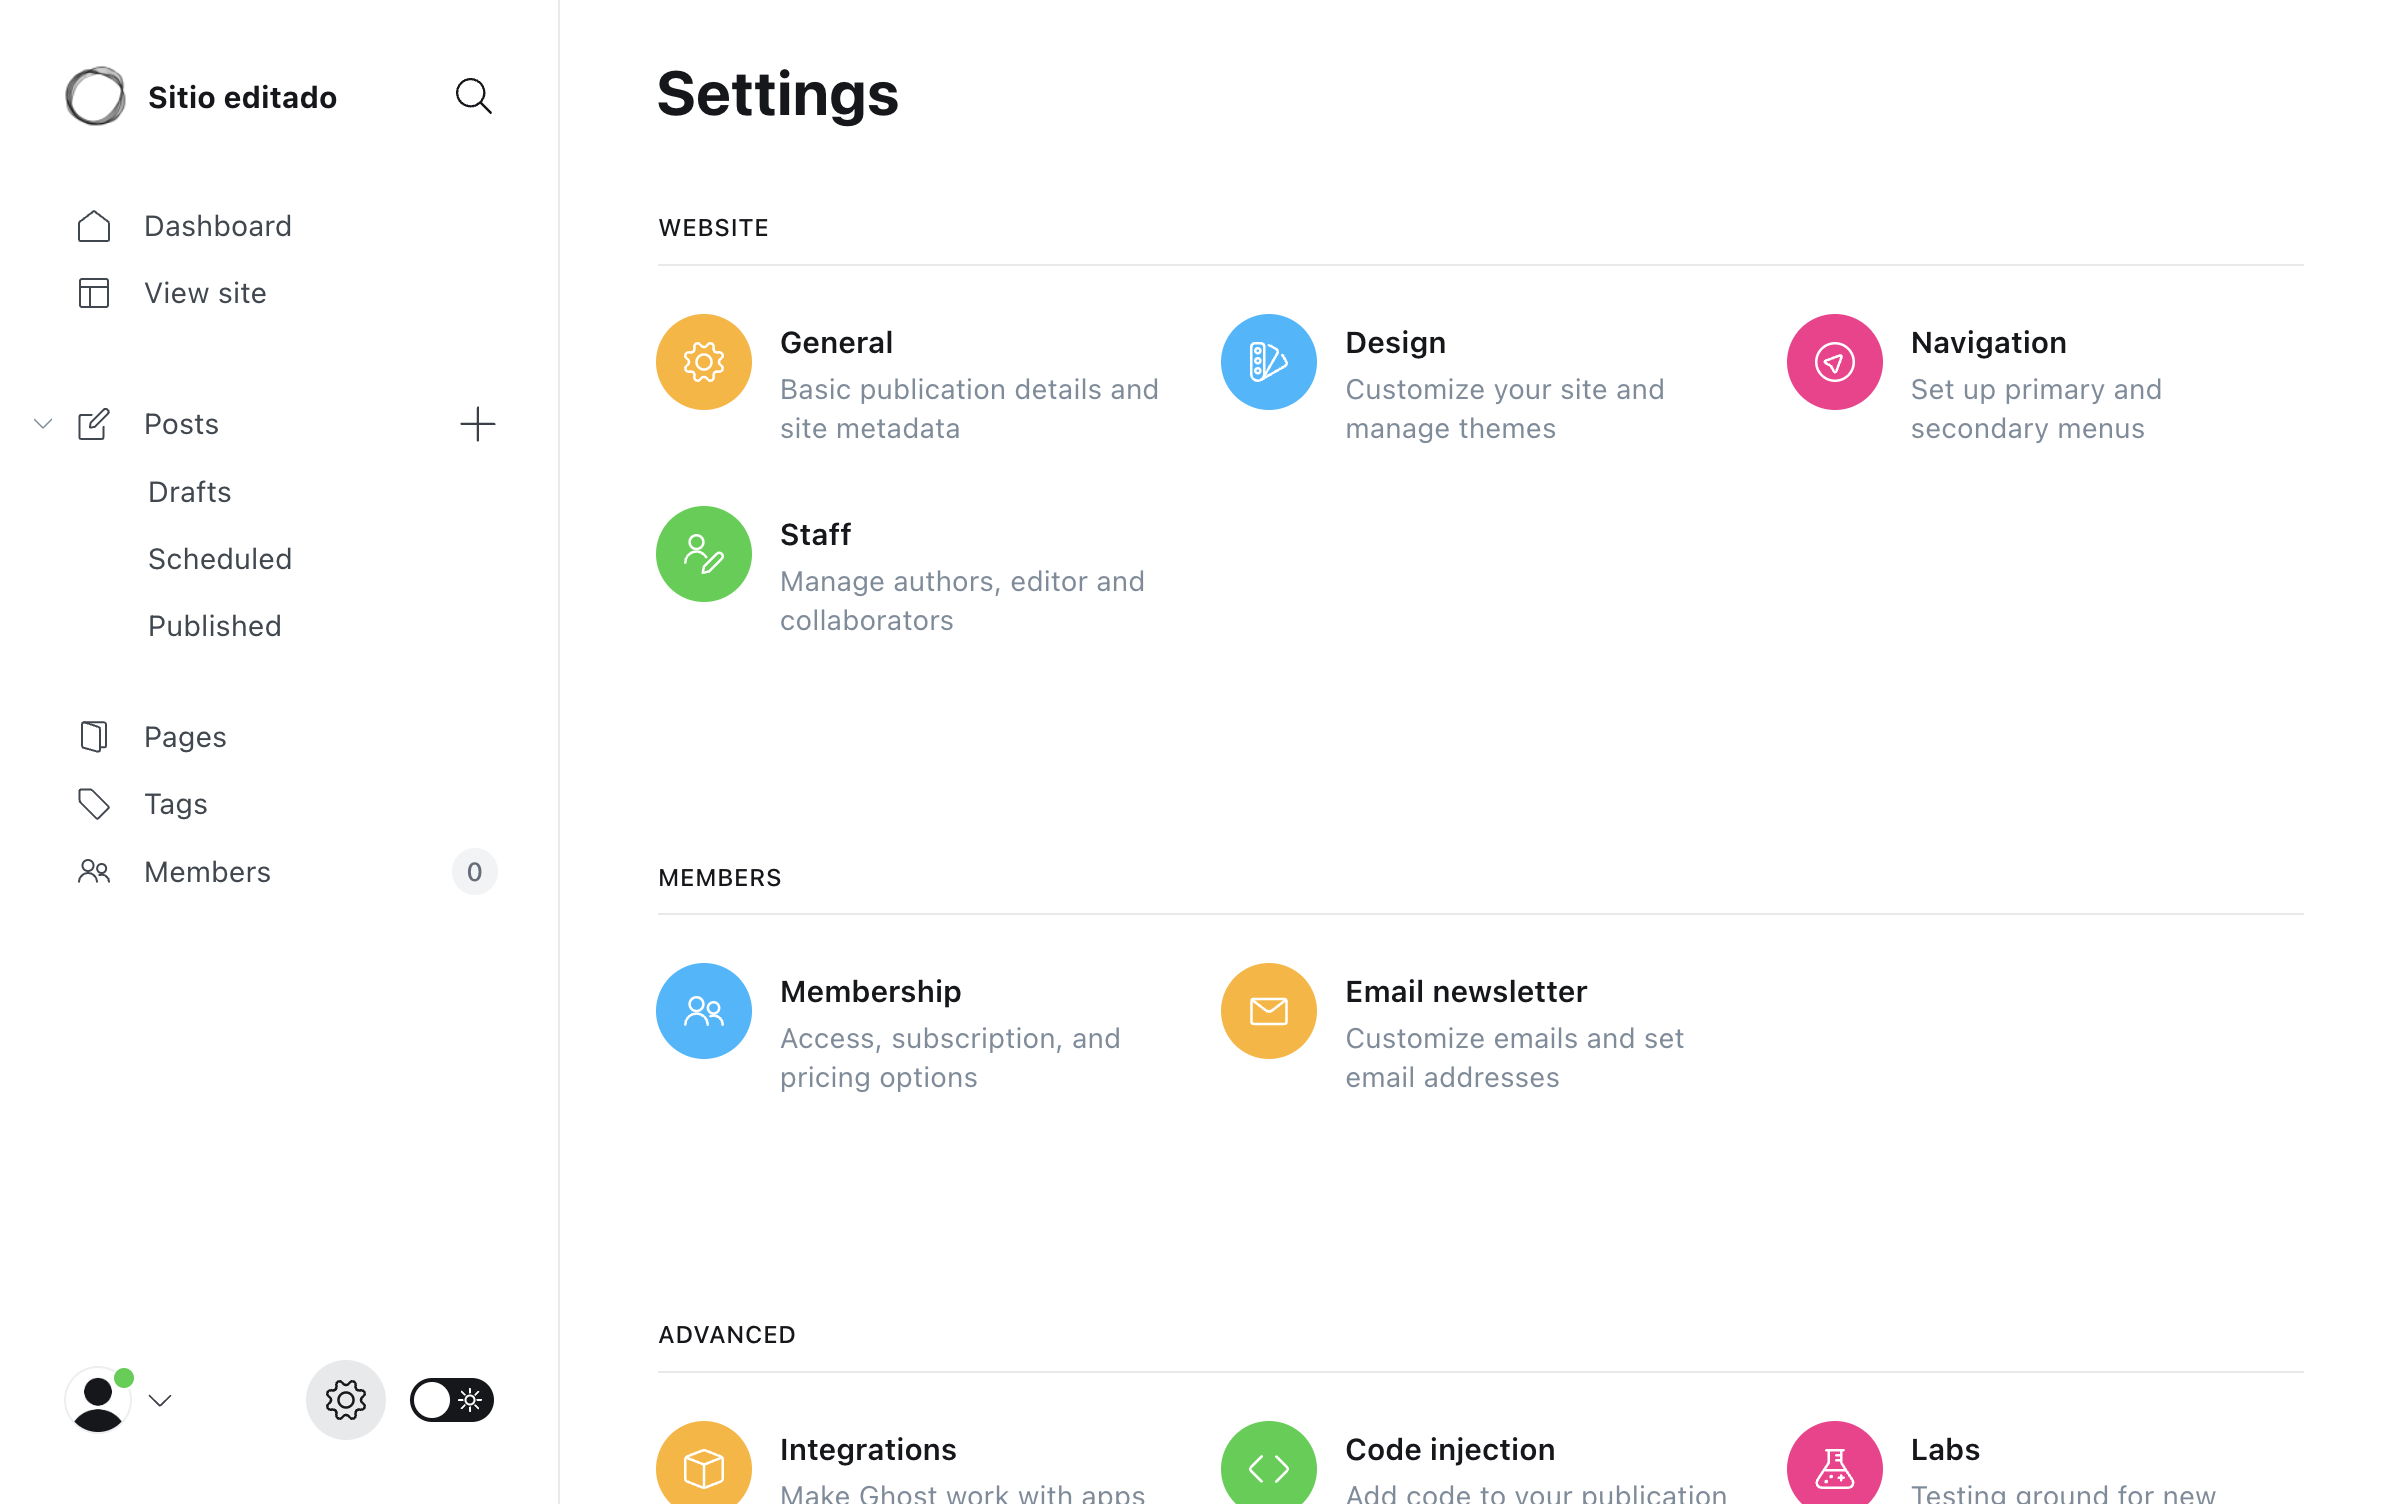 Sitio editado
Dashboard
View site
Posts
Drafts
Scheduled
Published
Pages
Tags
Members
0
Settings
WEBSITE
General
Basic publication details and
site metadata
Design
Customize your site and
manage themes
Navigation
Set up primary and
secondary menus
Staff
Manage authors, editor and
collaborators
MEMBERS
Membership
Access, subscription, and
pricing options
Email newsletter
Customize emails and set
email addresses
ADVANCED
Integrations
Make Ghost work with apps
Code injection
Add code to your publication
Labs
Testing ground for new